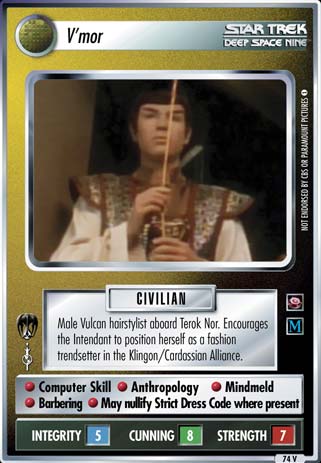 V'mor
STAR TREK
DEEP SPACE NINE
NOT ENDORSED BY CBS OR PARAMOUNT PICTURES
CIVILIAN
Male Vulcan hairstylist aboard Terok Nor. Encourages
the Intendant to position herself as a fashion
trendsetter in the Klingon/Cardassian Alliance.
M
Computer Skill Anthropology Mindmeld
Barbering May nullify Strict Dress Code where present
INTEGRITY 5 CUNNING 8 STRENGTH 7
74 V